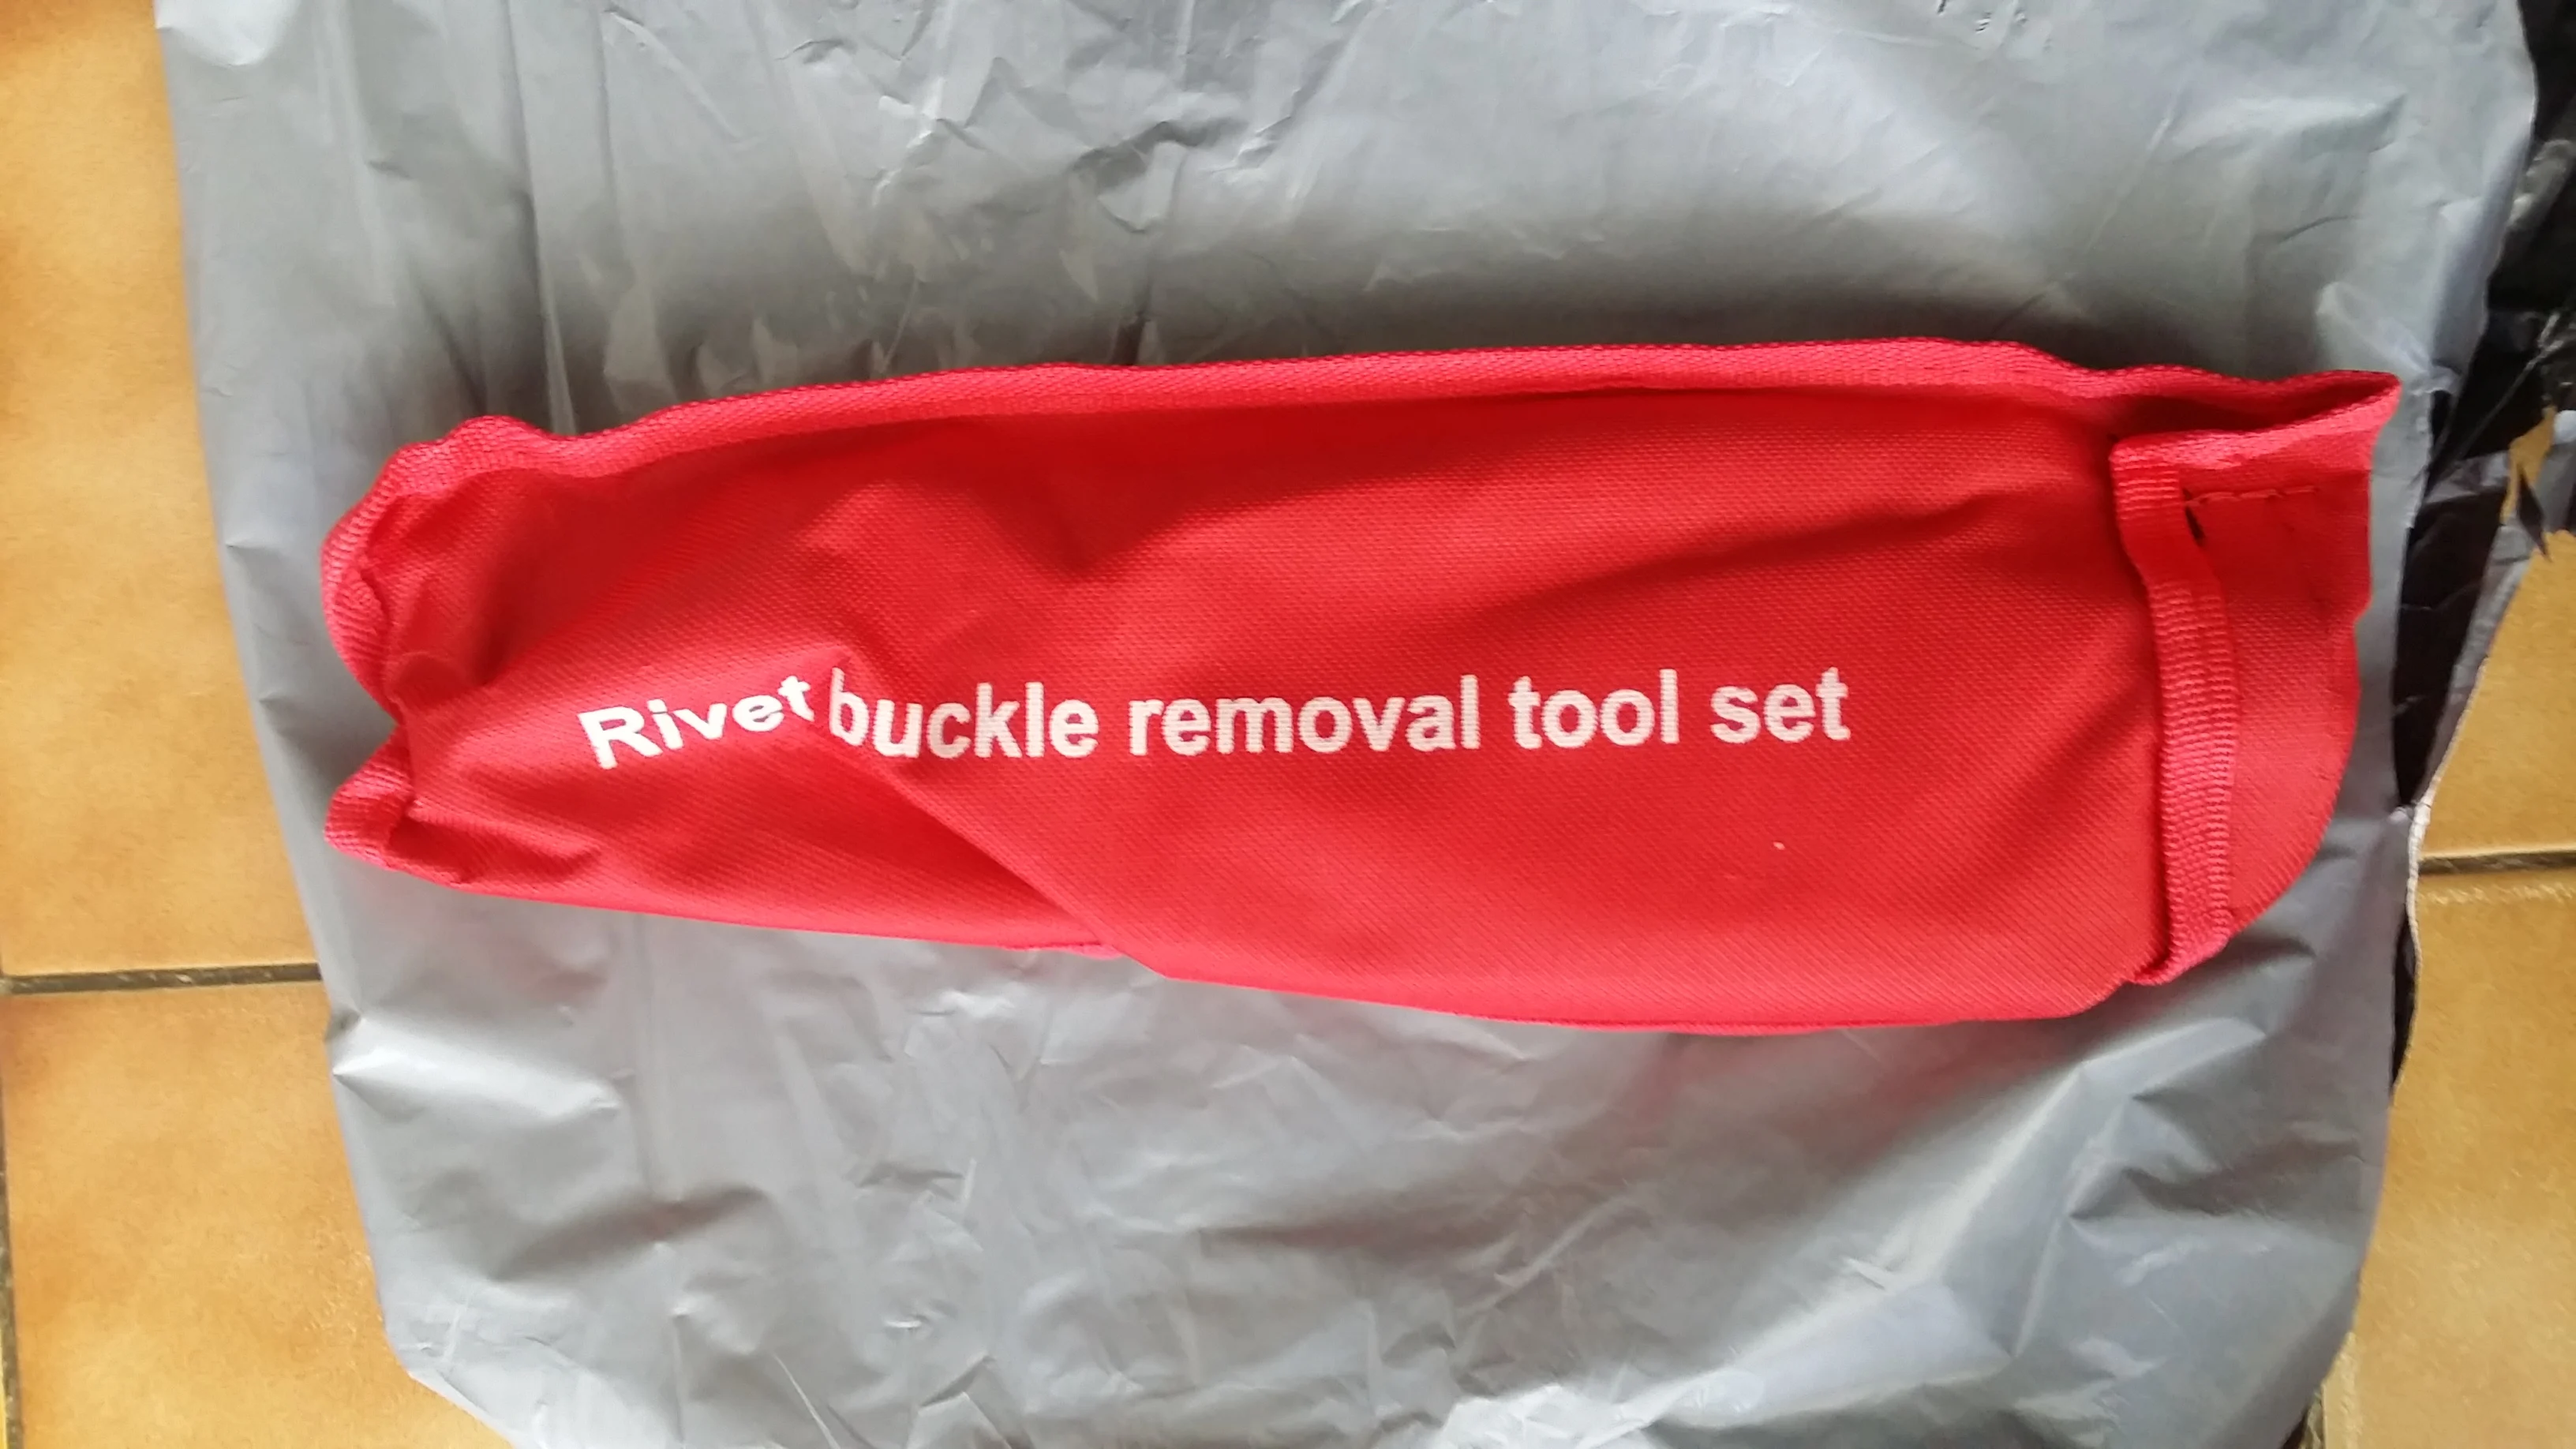 Rivet buckle removal tool set